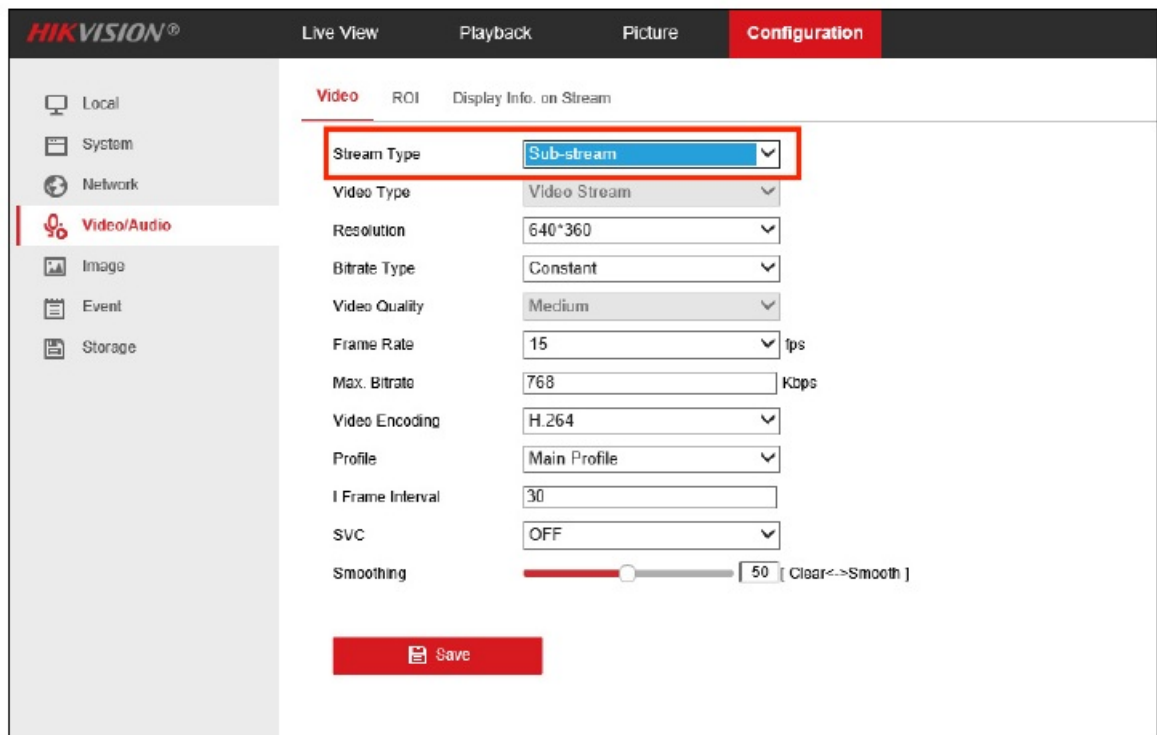 HIKVISION® Live View Playback Picture Configuration
Local
System
Network
Video/Audio
Image
Event
Storage
Video ROI Display Info. on Stream
Stream Type Sub-stream
Video Type Video Stream
Resolution 640*360
Bitrate Type Constant
Video Quality Medium
Frame Rate 15 fps
Max. Bitrate 768 Kbps
Video Encoding H.264
Profile Main Profile
I Frame Interval 30
SVC OFF
Smoothing 50 [ Clear<->Smooth ]
Save